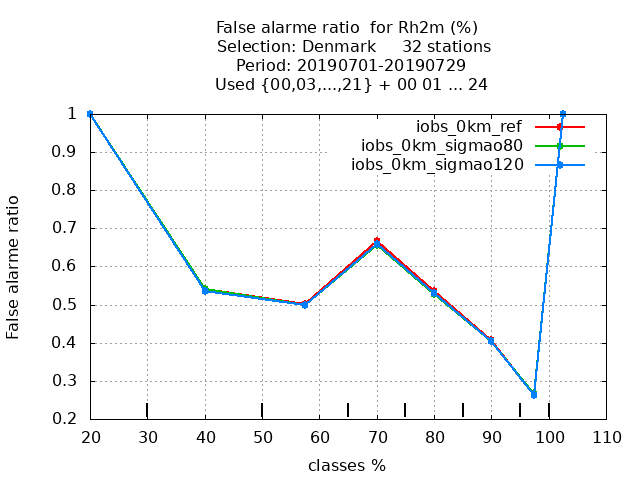 False alarme ratio  for Rh2m (%)
Selection: Denmark     32 stations
Period: 20190701-20190729
Used {00,03,...,21} + 00 01 ... 24
iobs_0km_ref
iobs_0km_sigmao80
iobs_0km_sigmao120
1
0.9
0.8
0.7
0.6
0.5
0.4
0.3
0.2
False alarme ratio
20 30 40 50 60 70 80 90 100 110
classes %